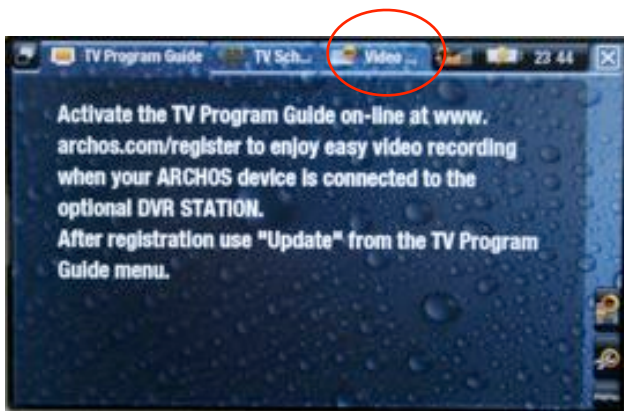 TV Program Guide TV Sch... Video ... 23 44
Activate the TV Program Guide on-line at www.
archos.com/register to enjoy easy video recording
when your ARCHOS device is connected to the
optional DVR STATION.
After registration use "Update" from the TV Program
Guide menu.